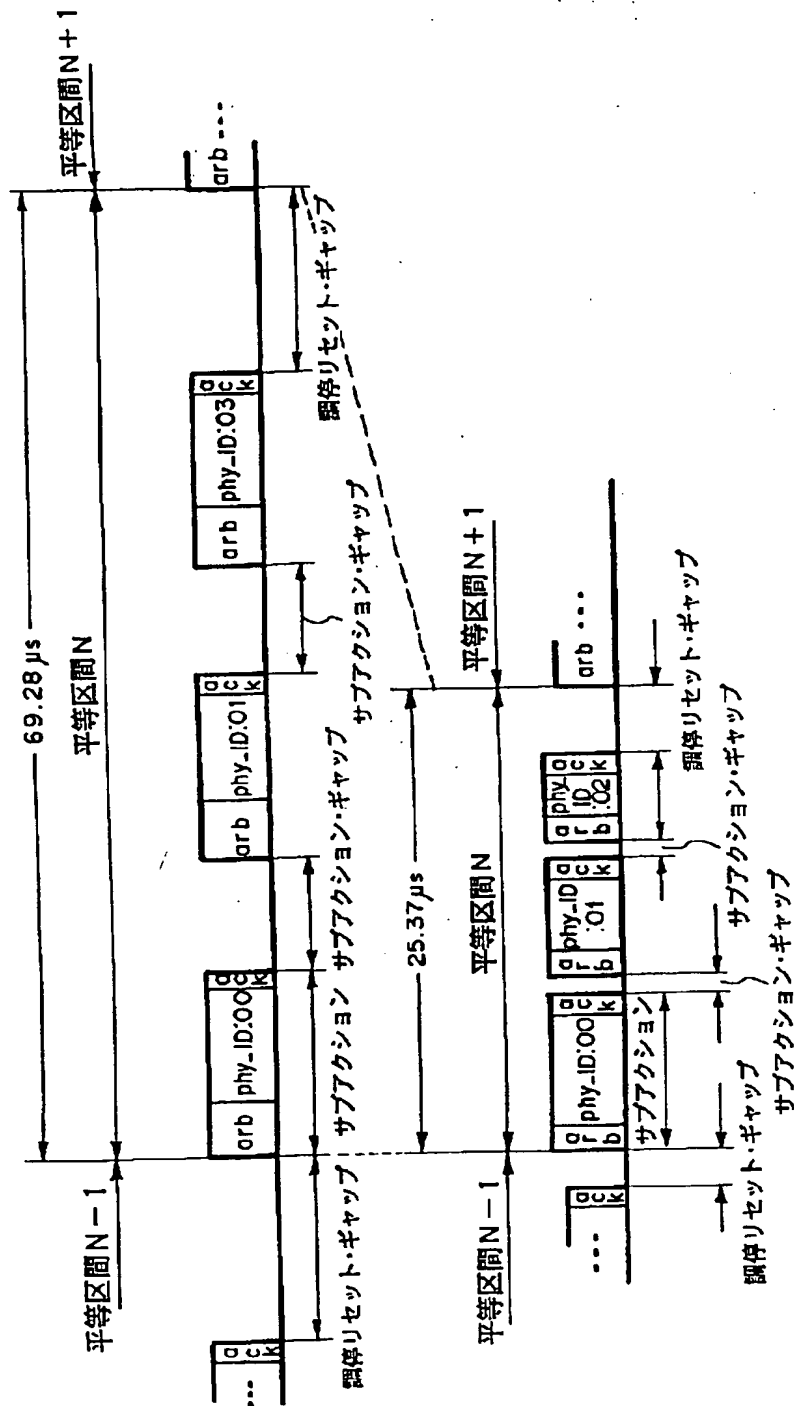 69.28μs
平等区間N-1
平等区間N
平等区間N+1
... ack
arb phy_ID:00 ack
arb phy_ID:01 ack
arb phy_ID:03 ack
arb ...
調停リセット・ギャップ
サブアクション
サブアクション・ギャップ
サブアクション・ギャップ
調停リセット・ギャップ
25.37μs
平等区間N-1
平等区間N
平等区間N+1
... ack
arb phy_ID:00 ack
arb phy_ID:01 ack
arb phy_ID:02 ack
arb ...
サブアクション
調停リセット・ギャップ
サブアクション・ギャップ
サブアクション・ギャップ
調停リセット・ギャップ